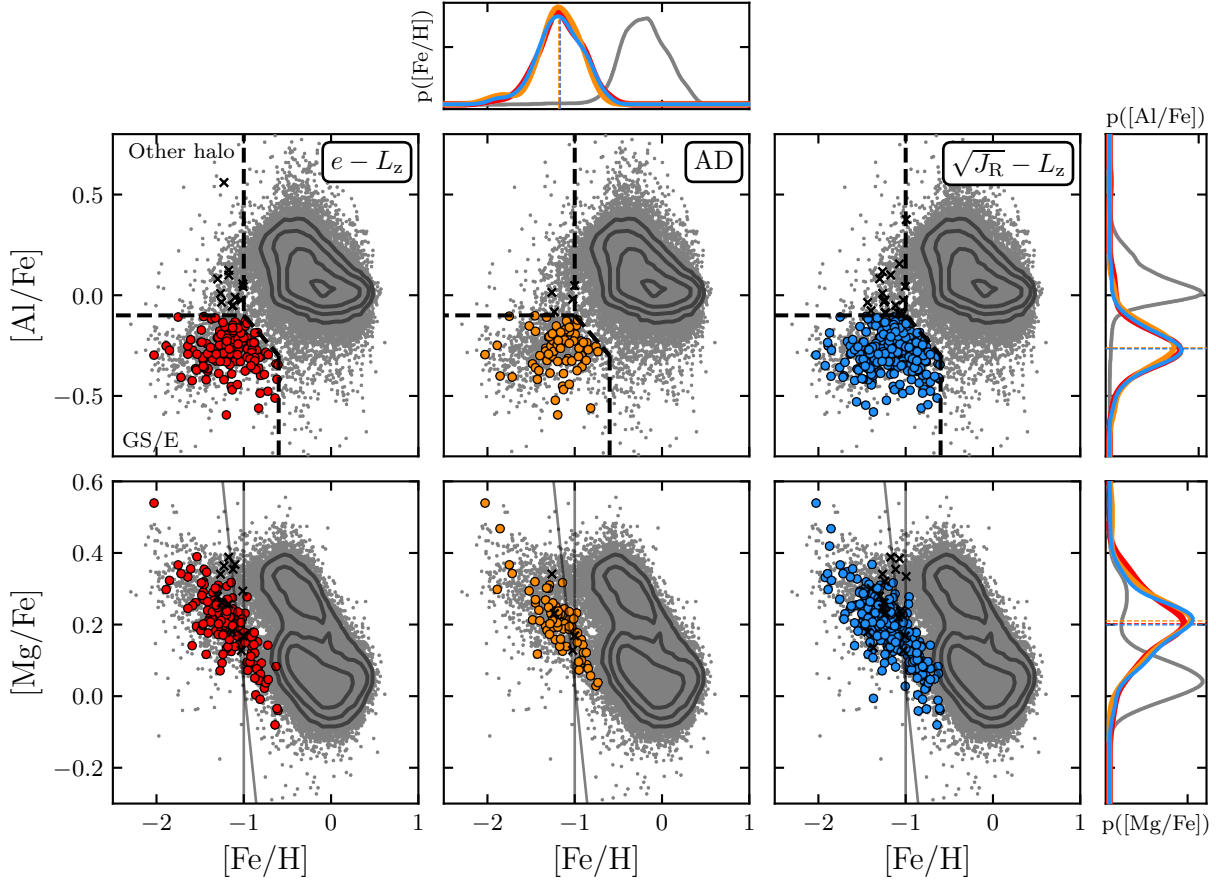 p([Fe/H])
p([Al/Fe])
Other halo
e − L_z
AD
√J_R − L_z
0.5
0.0
−0.5
[Al/Fe]
GS/E
0.6
0.4
0.2
0.0
−0.2
[Mg/Fe]
−2 −1 0 1 −2 −1 0 1 −2 −1 0 1
p([Mg/Fe])
[Fe/H] [Fe/H] [Fe/H]